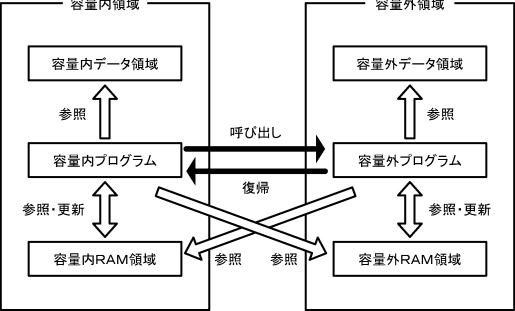 容量内領域
容量外領域
容量内データ領域
容量外データ領域
参照
参照
呼び出し
容量内プログラム
容量外プログラム
復帰
参照・更新
参照・更新
容量内RAM領域
参照
参照
容量外RAM領域